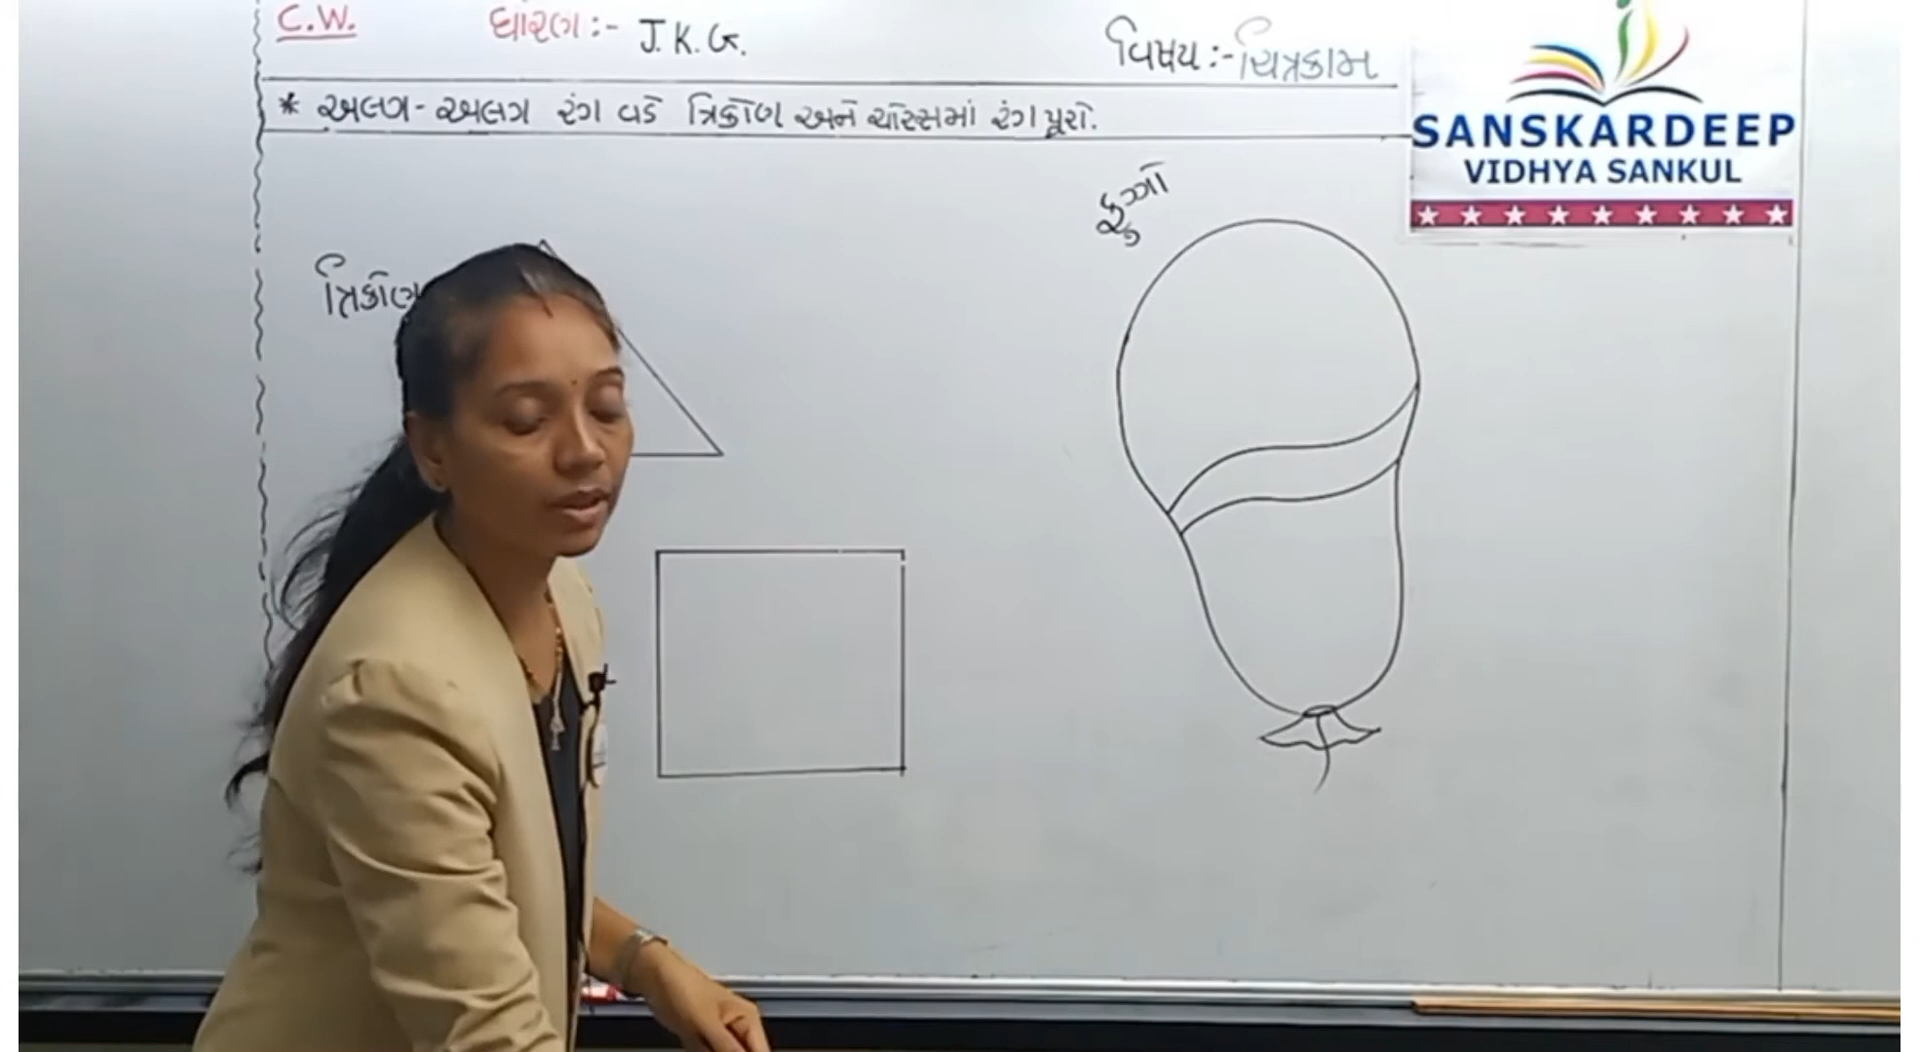 C.W. ધોરણ :- J.K.G. વિષય :- ચિત્રકામ
* અલગ - અલગ રંગ વડે ત્રિકોણ અને ચોરસમાં રંગ પૂરો.
SANSKARDEEP
VIDHYA SANKUL
ફુગ્ગો
ત્રિકોણ